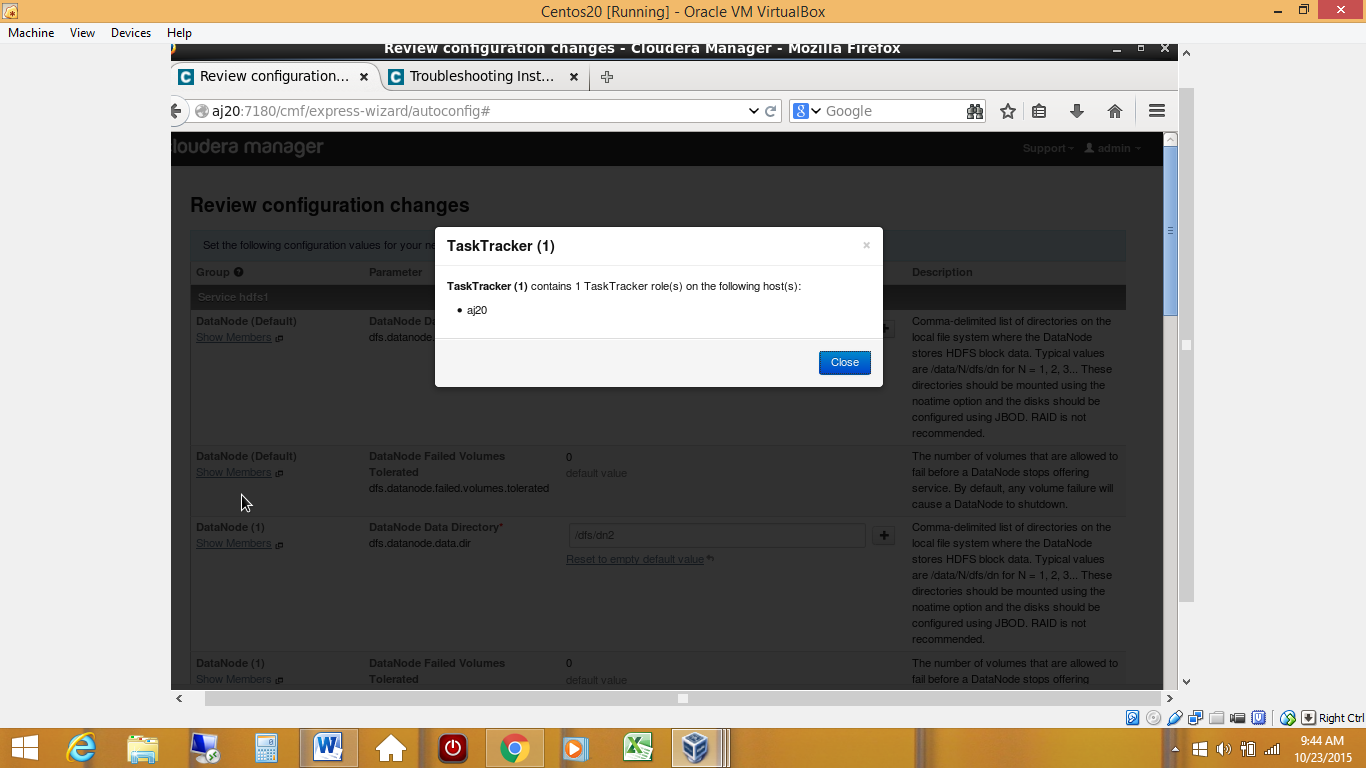 Centos20 [Running] - Oracle VM VirtualBox
Machine View Devices Help
Review configuration changes - Cloudera Manager - Mozilla Firefox
Review configuration... Troubleshooting Inst...
aj20:7180/cmf/express-wizard/autoconfig# Google
cloudera manager Support admin
Review configuration changes
Set the following configuration values for your ne
Group Parameter Description
Service hdfs1
TaskTracker (1)
TaskTracker (1) contains 1 TaskTracker role(s) on the following host(s):
• aj20
Close
DataNode (Default)
Show Members
DataNode Da
dfs.datanode.
Comma-delimited list of directories on the
local file system where the DataNode
stores HDFS block data. Typical values
are /data/N/dfs/dn for N = 1, 2, 3... These
directories should be mounted using the
noatime option and the disks should be
configured using JBOD. RAID is not
recommended.
DataNode (Default)
Show Members
DataNode Failed Volumes
Tolerated
dfs.datanode.failed.volumes.tolerated
0
default value
The number of volumes that are allowed to
fail before a DataNode stops offering
service. By default, any volume failure will
cause a DataNode to shutdown.
DataNode (1)
Show Members
DataNode Data Directory*
dfs.datanode.data.dir
/dfs/dn2
Reset to empty default value
Comma-delimited list of directories on the
local file system where the DataNode
stores HDFS block data. Typical values
are /data/N/dfs/dn for N = 1, 2, 3... These
directories should be mounted using the
noatime option and the disks should be
configured using JBOD. RAID is not
recommended.
DataNode (1)
Show Members
DataNode Failed Volumes
Tolerated
0
default value
The number of volumes that are allowed to
fail before a DataNode stops offering
Right Ctrl
9:44 AM
10/23/2015